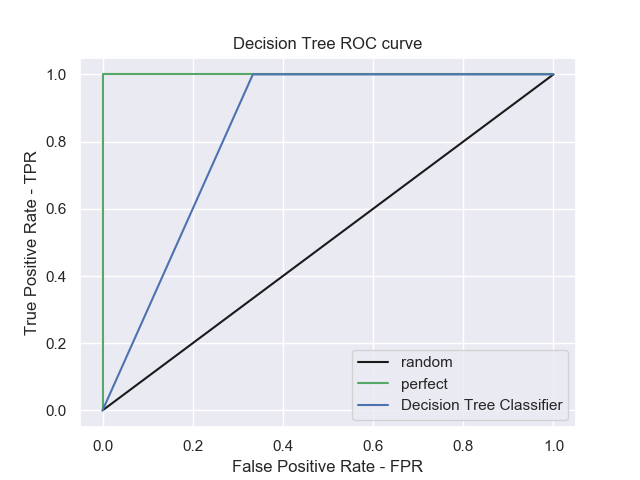 Decision Tree ROC curve
True Positive Rate - TPR
1.0
0.8
0.6
0.4
0.2
0.0
random
perfect
Decision Tree Classifier
0.0 0.2 0.4 0.6 0.8 1.0
False Positive Rate - FPR